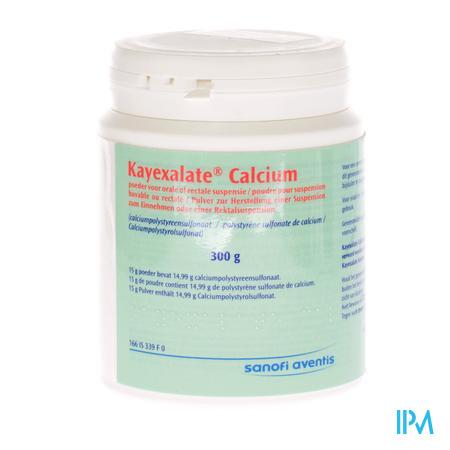 Kayexalate® Calcium
poeder voor orale of rectale suspensie / poudre pour suspension
buvable ou rectale / Pulver zur Herstellung einer Suspension
zum Einnehmen oder einer Rektalsuspension
(calciumpolystyreensulfonaat / polystyrène sulfonate de calcium /
Calciumpolystyrolsulfonat)
300 g
15 g poeder bevat 14,99 g calciumpolystyreensulfonaat.
15 g de poudre contient 14,99 g de polystyrène sulfonate de calcium.
15 g Pulver enthält 14,99 g Calciumpolystyrolsulfonat.
166 IS 339 F 0
sanofi aventis
IPM